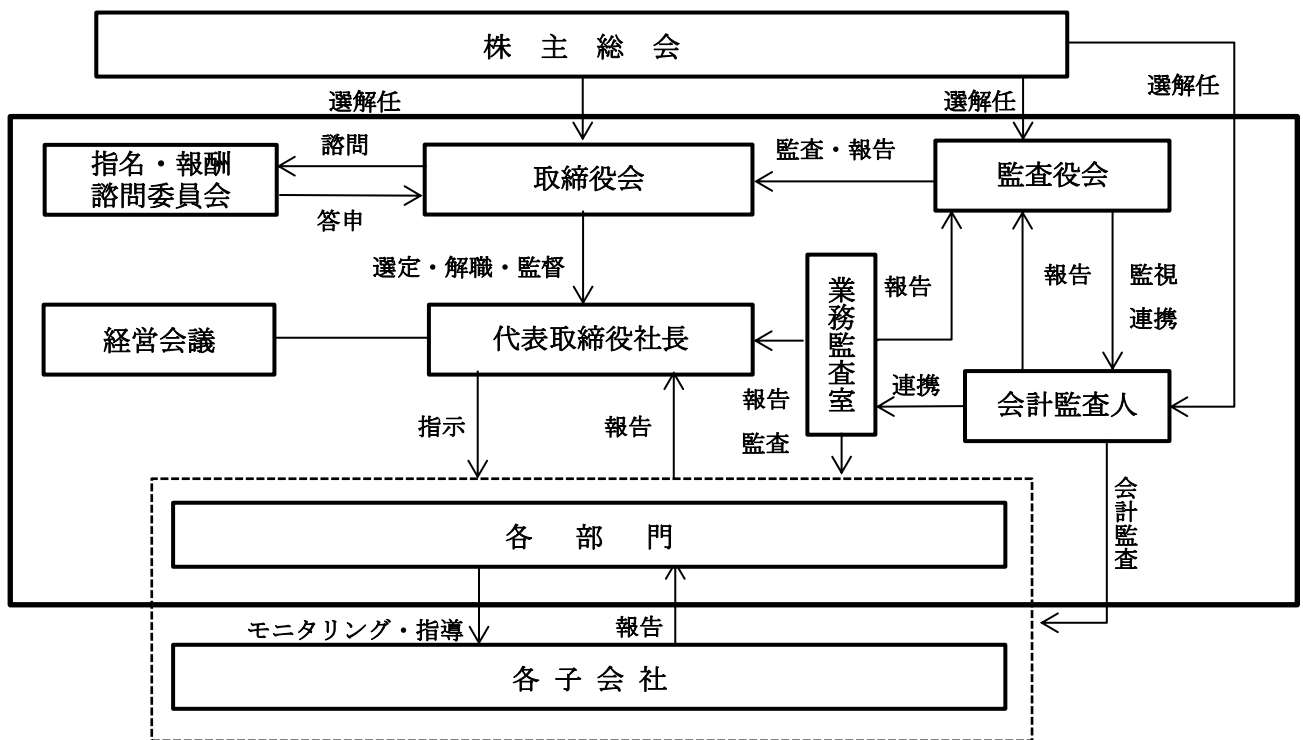 株主総会
選解任
選解任
選解任
指名・報酬
諮問委員会
諮問
答申
取締役会
監査・報告
監査役会
選定・解職・監督
経営会議
代表取締役社長
業務監査室
報告
報告
監視
連携
連携
会計監査人
報告
監査
指示
報告
会計監査
各部門
モニタリング・指導
報告
各子会社